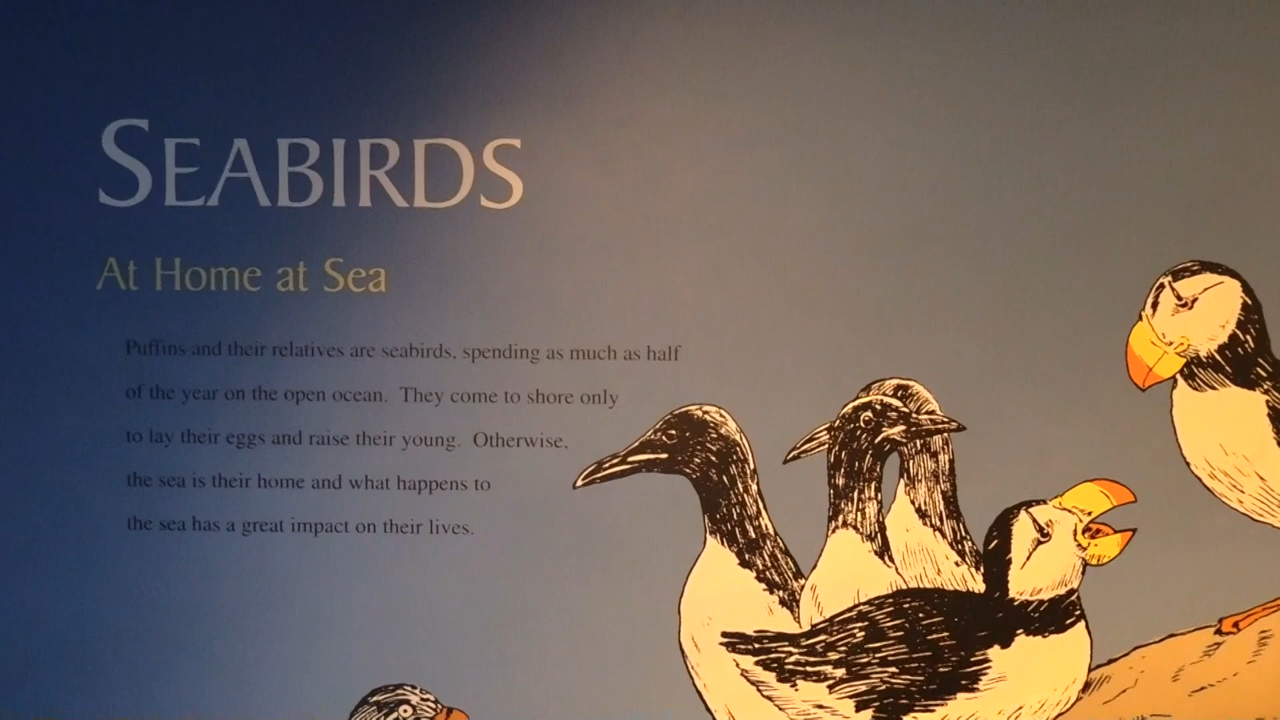 SEABIRDS
At Home at Sea
Puffins and their relatives are seabirds, spending as much as half
of the year on the open ocean. They come to shore only
to lay their eggs and raise their young. Otherwise,
the sea is their home and what happens to
the sea has a great impact on their lives.